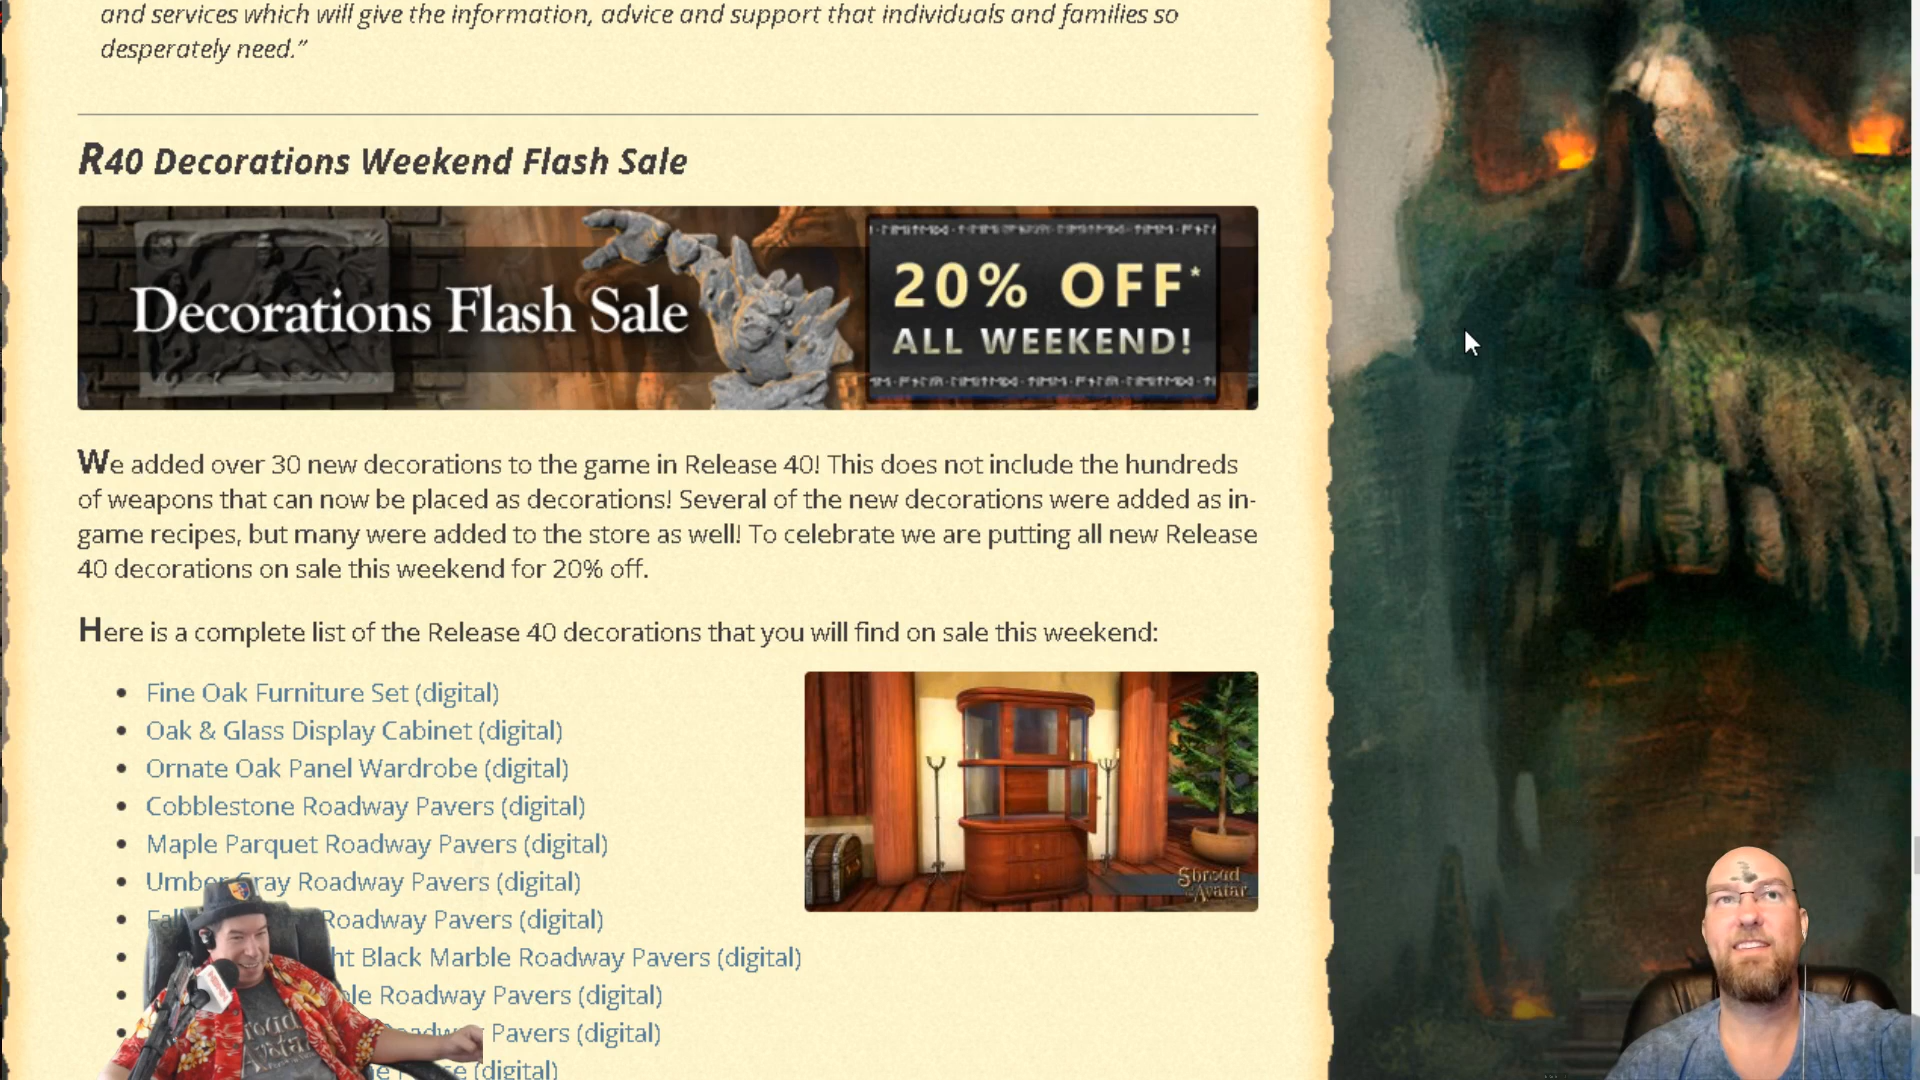 and services which will give the information, advice and support that individuals and families so
desperately need.”
R40 Decorations Weekend Flash Sale
Decorations Flash Sale
20% OFF*
ALL WEEKEND!
We added over 30 new decorations to the game in Release 40! This does not include the hundreds
of weapons that can now be placed as decorations! Several of the new decorations were added as in-
game recipes, but many were added to the store as well! To celebrate we are putting all new Release
40 decorations on sale this weekend for 20% off.
Here is a complete list of the Release 40 decorations that you will find on sale this weekend:
Fine Oak Furniture Set (digital)
Oak & Glass Display Cabinet (digital)
Ornate Oak Panel Wardrobe (digital)
Cobblestone Roadway Pavers (digital)
Maple Parquet Roadway Pavers (digital)
Umber Gray Roadway Pavers (digital)
Roadway Pavers (digital)
Black Marble Roadway Pavers (digital)
Roadway Pavers (digital)
Pavers (digital)
(digital)
Shroud
of the Avatar